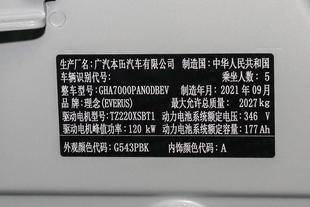 生产厂名：广汽本田汽车有限公司 制造国：中华人民共和国
车辆识别代号： 乘坐人数：5
整车型号：GHA7000PANODBEV 制造年月：2021年09月
品牌：理念(EVERUS) 最大允许总质量：2027kg
驱动电机型号：TZ220XSBT1 动力电池系统额定电压：346 V
驱动电机峰值功率：120 kW 动力电池系统额定容量：177Ah
外观颜色代码：G543PBK 内饰颜色代码：A